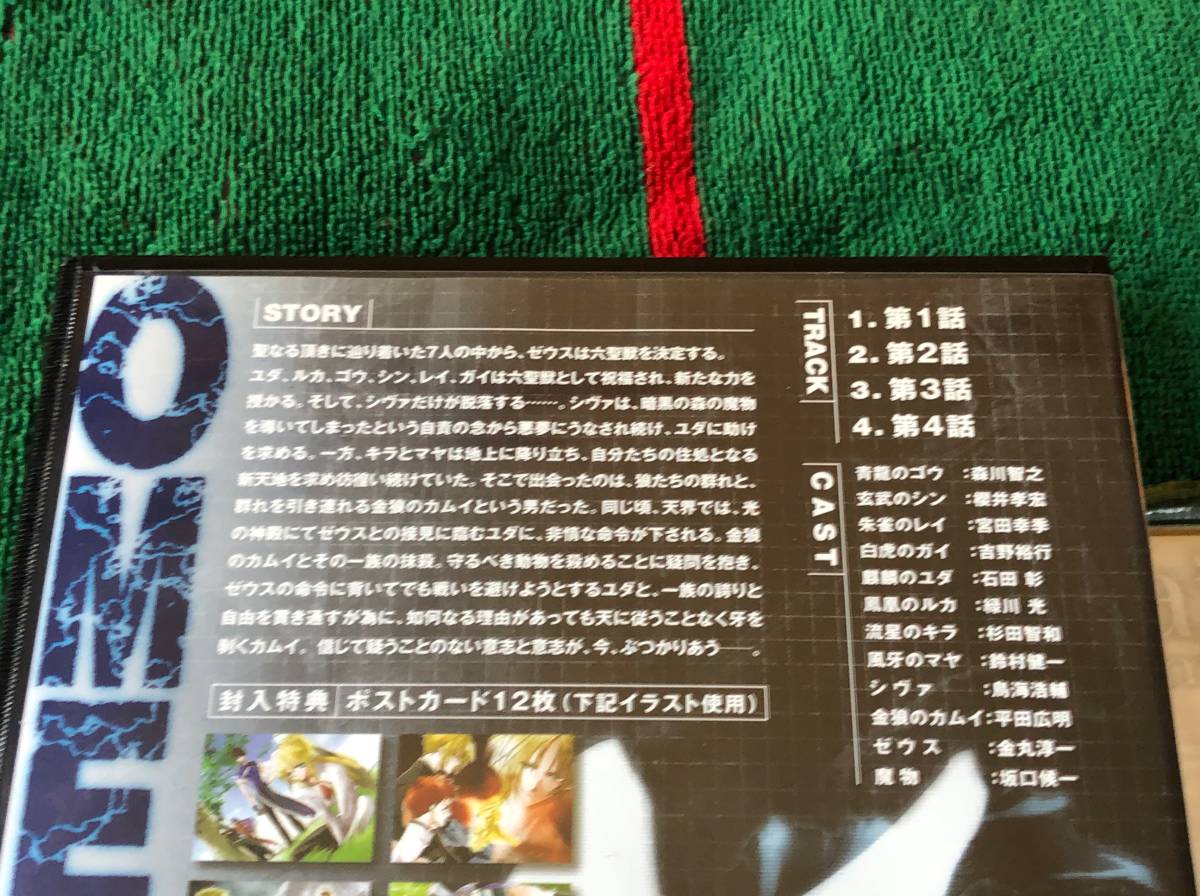 STORY
聖なる頂きに辿り着いた7人の中から、ゼウスは六聖獣を決定する。
ユダ、ルカ、ゴウ、シン、レイ、ガイは六聖獣として祝福され、新たな力を
授かる。そして、シヴァだけが脱落する……。シヴァは、暗黒の森の魔物
を導いてしまったという自責の念から悪夢にうなされ続け、ユダに助け
を求める。一方、キラとマヤは地上に降り立ち、自分たちの住処となる
新天地を求め彷徨い続けていた。そこで出会ったのは、狼たちの群れと、
群れを引き連れる金狼のカムイという男だった。同じ頃、天界では、光
の神殿にてゼウスとの接見に臨むユダに、非情な命令が下される。金狼
のカムイとその一族の抹殺。守るべき動物を殺めることに疑問を抱き、
ゼウスの命令に背いてでも戦いを避けようとするユダと、一族の誇りと
自由を貫き通すが為に、如何なる理由があっても天に従うことなく牙を
剝くカムイ。信じて疑うことのない意志と意志が、今、ぶつかりあう──。
封入特典 ポストカード12枚(下記イラスト使用)
TRACK
1. 第1話
2. 第2話
3. 第3話
4. 第4話
CAST
青龍のゴウ :森川智之
玄武のシン :櫻井孝宏
朱雀のレイ :宮田幸季
白虎のガイ :吉野裕行
麒麟のユダ :石田 彰
鳳凰のルカ :緑川 光
流星のキラ :杉田智和
風牙のマヤ :鈴村健一
シヴァ :鳥海浩輔
金狼のカムイ:平田広明
ゼウス :金丸淳一
魔物 :坂口候一